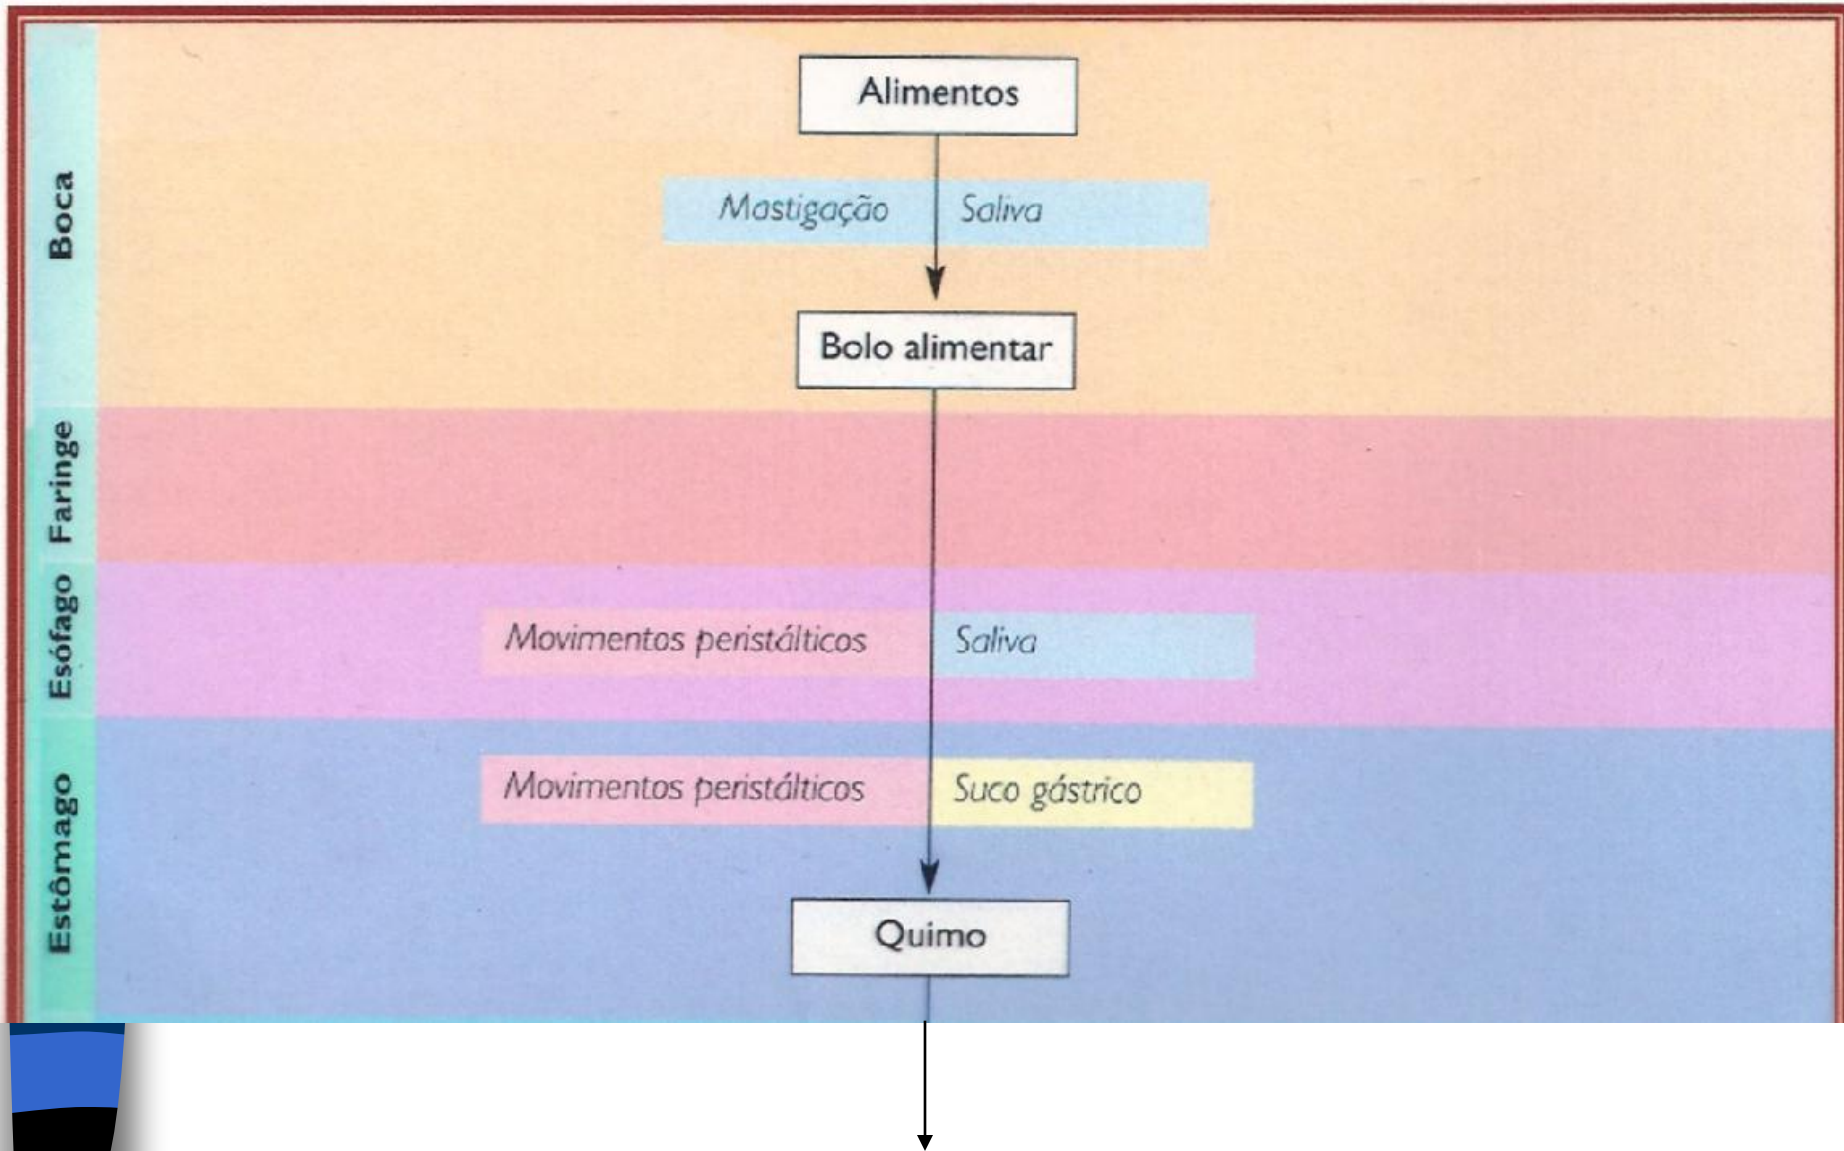 Boca
Alimentos
Mastigação Saliva
Bolo alimentar
Faringe
Esófago
Movimentos peristálticos Saliva
Estômago
Movimentos peristálticos Suco gástrico
Quimo